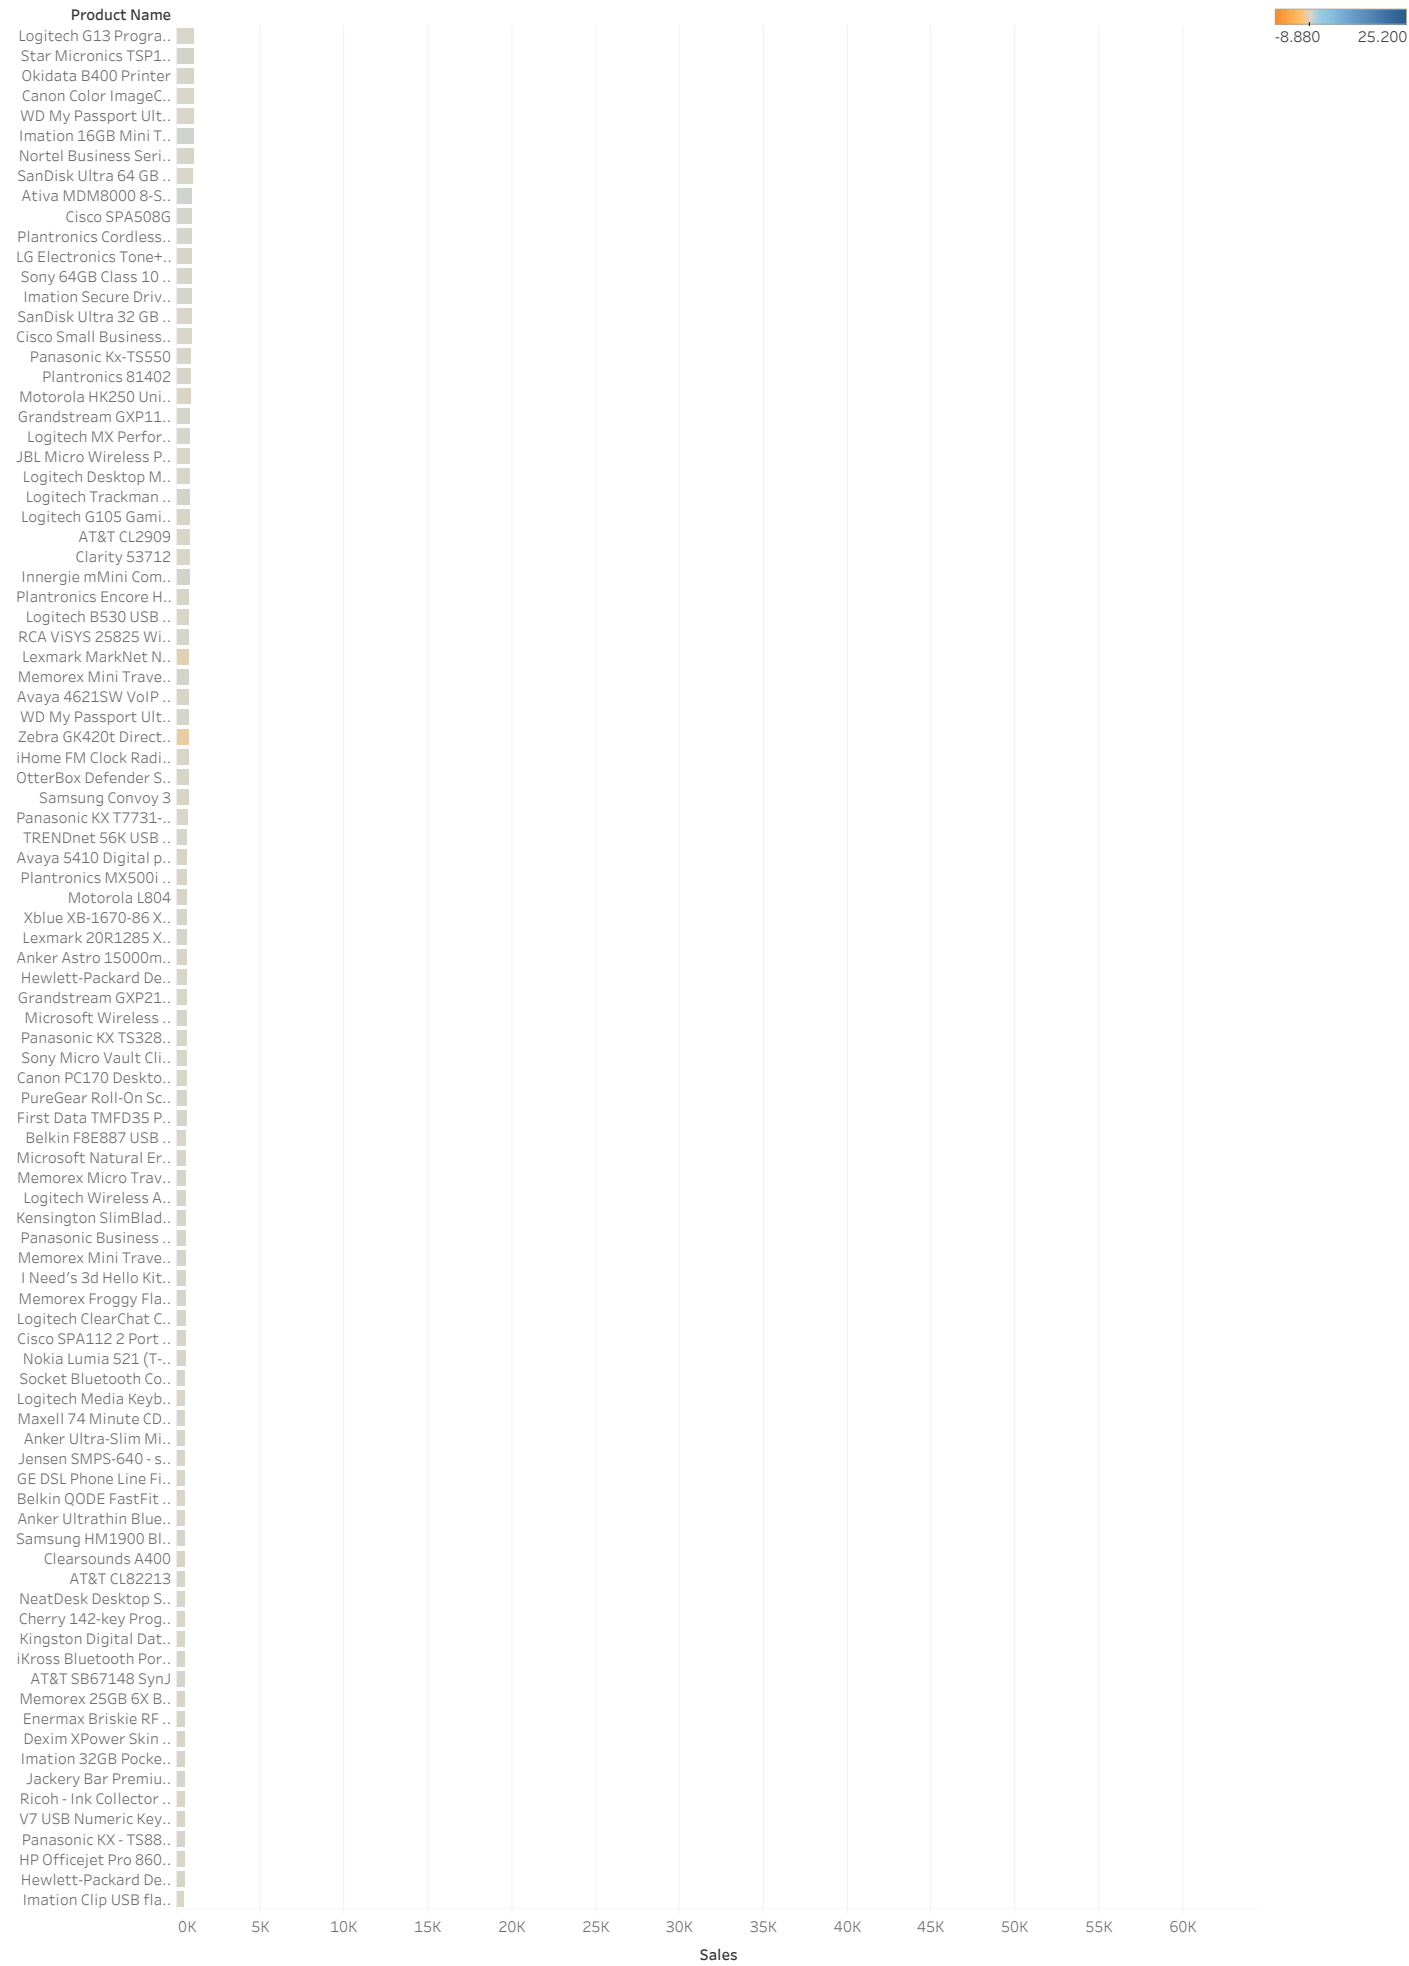 Product Name
-8.880 25.200
Logitech G13 Progra..
Star Micronics TSP1..
Okidata B400 Printer
Canon Color ImageC..
WD My Passport Ult..
Imation 16GB Mini T..
Nortel Business Seri..
SanDisk Ultra 64 GB ..
Ativa MDM8000 8-S..
Cisco SPA508G
Plantronics Cordless..
LG Electronics Tone+..
Sony 64GB Class 10 ..
Imation Secure Driv..
SanDisk Ultra 32 GB ..
Cisco Small Business..
Panasonic Kx-TS550
Plantronics 81402
Motorola HK250 Uni..
Grandstream GXP11..
Logitech MX Perfor..
JBL Micro Wireless P..
Logitech Desktop M..
Logitech Trackman ..
Logitech G105 Gami..
AT&T CL2909
Clarity 53712
Innergie mMini Com..
Plantronics Encore H..
Logitech B530 USB ..
RCA ViSYS 25825 Wi..
Lexmark MarkNet N..
Memorex Mini Trave..
Avaya 4621SW VoIP ..
WD My Passport Ult..
Zebra GK420t Direct..
iHome FM Clock Radi..
OtterBox Defender S..
Samsung Convoy 3
Panasonic KX T7731-..
TRENDnet 56K USB ..
Avaya 5410 Digital p..
Plantronics MX500i ..
Motorola L804
Xblue XB-1670-86 X..
Lexmark 20R1285 X..
Anker Astro 15000m..
Hewlett-Packard De..
Grandstream GXP21..
Microsoft Wireless ..
Panasonic KX TS328..
Sony Micro Vault Cli..
Canon PC170 Deskto..
PureGear Roll-On Sc..
First Data TMFD35 P..
Belkin F8E887 USB ..
Microsoft Natural Er..
Memorex Micro Trav..
Logitech Wireless A..
Kensington SlimBlad..
Panasonic Business ..
Memorex Mini Trave..
I Need's 3d Hello Kit..
Memorex Froggy Fla..
Logitech ClearChat C..
Cisco SPA112 2 Port ..
Nokia Lumia 521 (T-..
Socket Bluetooth Co..
Logitech Media Keyb..
Maxell 74 Minute CD..
Anker Ultra-Slim Mi..
Jensen SMPS-640 - s..
GE DSL Phone Line Fi..
Belkin QODE FastFit ..
Anker Ultrathin Blue..
Samsung HM1900 Bl..
Clearsounds A400
AT&T CL82213
NeatDesk Desktop S..
Cherry 142-key Prog..
Kingston Digital Dat..
iKross Bluetooth Por..
AT&T SB67148 SynJ
Memorex 25GB 6X B..
Enermax Briskie RF ..
Dexim XPower Skin ..
Imation 32GB Pocke..
Jackery Bar Premiu..
Ricoh - Ink Collector ..
V7 USB Numeric Key..
Panasonic KX - TS88..
HP Officejet Pro 860..
Hewlett-Packard De..
Imation Clip USB fla..
0K 5K 10K 15K 20K 25K 30K 35K 40K 45K 50K 55K 60K
Sales